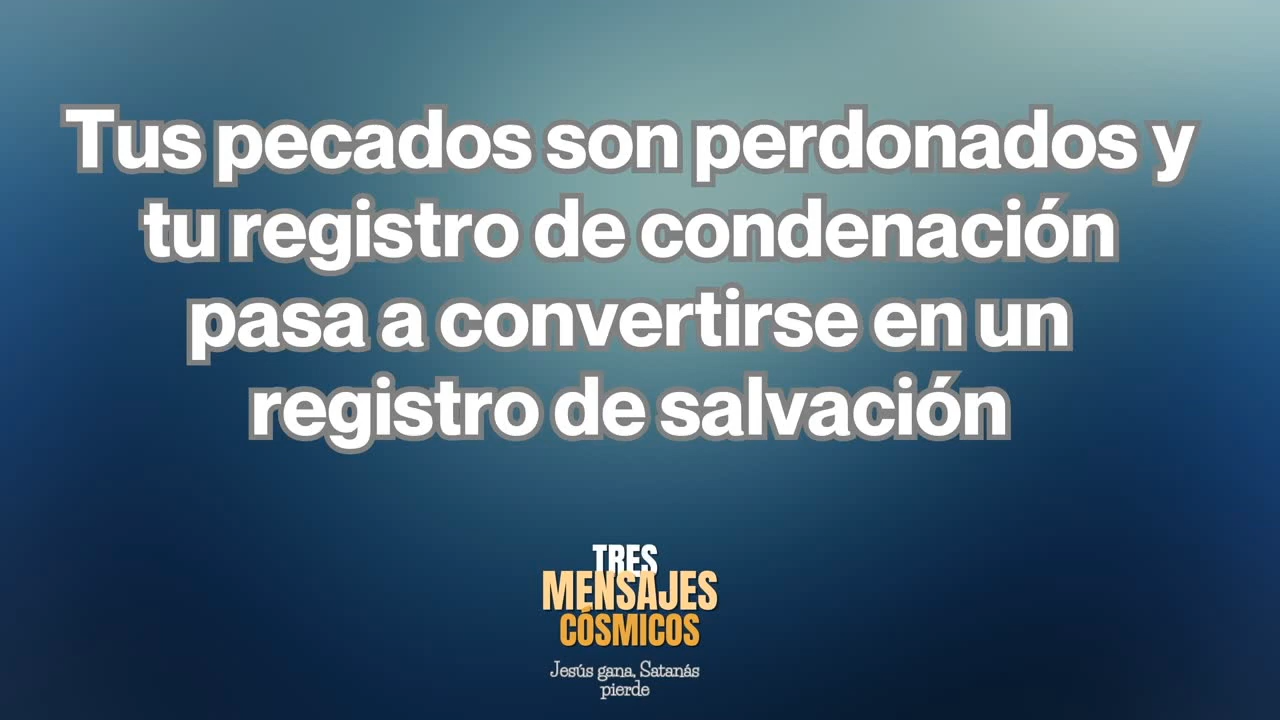 Tus pecados son perdonados y
tu registro de condenación
pasa a convertirse en un
registro de salvación
TRES
MENSAJES
CÓSMICOS
Jesús gana, Satanás
pierde